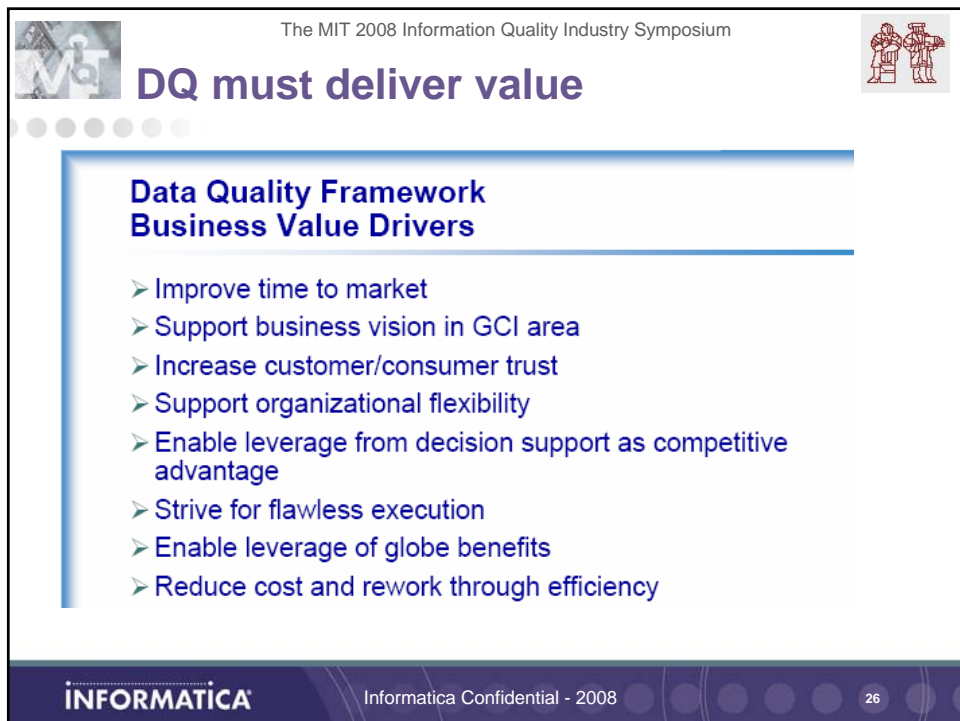 The MIT 2008 Information Quality Industry Symposium
MIT
IQ
DQ must deliver value
Data Quality Framework
Business Value Drivers
➢ Improve time to market
➢ Support business vision in GCI area
➢ Increase customer/consumer trust
➢ Support organizational flexibility
➢ Enable leverage from decision support as competitive
advantage
➢ Strive for flawless execution
➢ Enable leverage of globe benefits
➢ Reduce cost and rework through efficiency
INFORMATICA®
Informatica Confidential - 2008
26